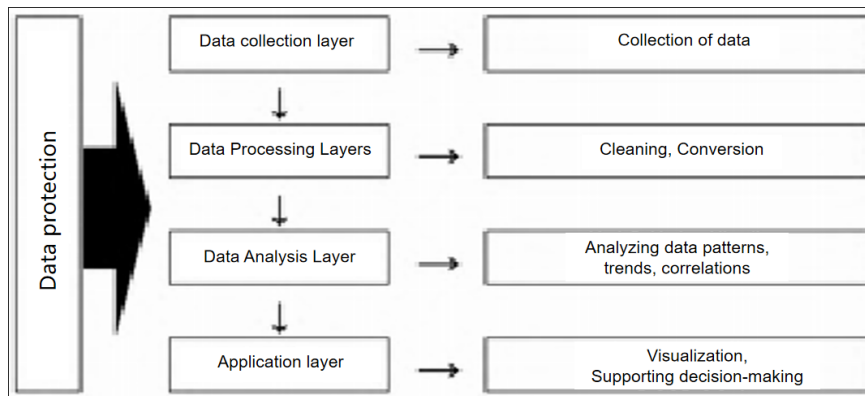 Data protection
Data collection layer
Collection of data
Data Processing Layers
Cleaning, Conversion
Data Analysis Layer
Analyzing data patterns,
trends, correlations
Application layer
Visualization,
Supporting decision-making